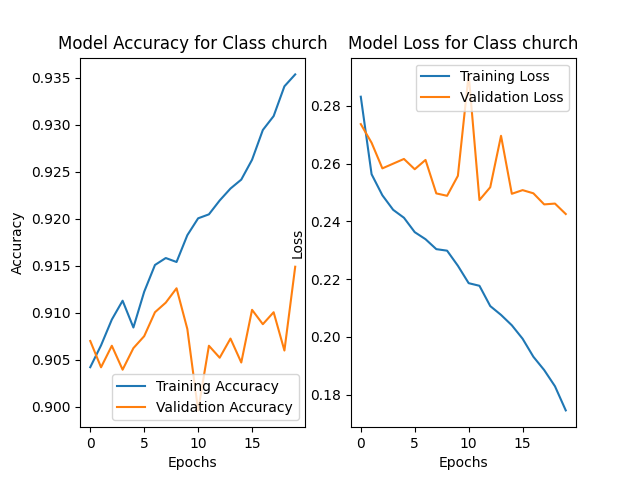 Model Accuracy for Class church
0.935
0.930
0.925
0.920
0.915
0.910
0.905
0.900
Accuracy
Training Accuracy
Validation Accuracy
0 5 10 15
Epochs
Model Loss for Class church
Training Loss
Validation Loss
0.28
0.26
0.24
0.22
0.20
0.18
Loss
0 5 10 15
Epochs